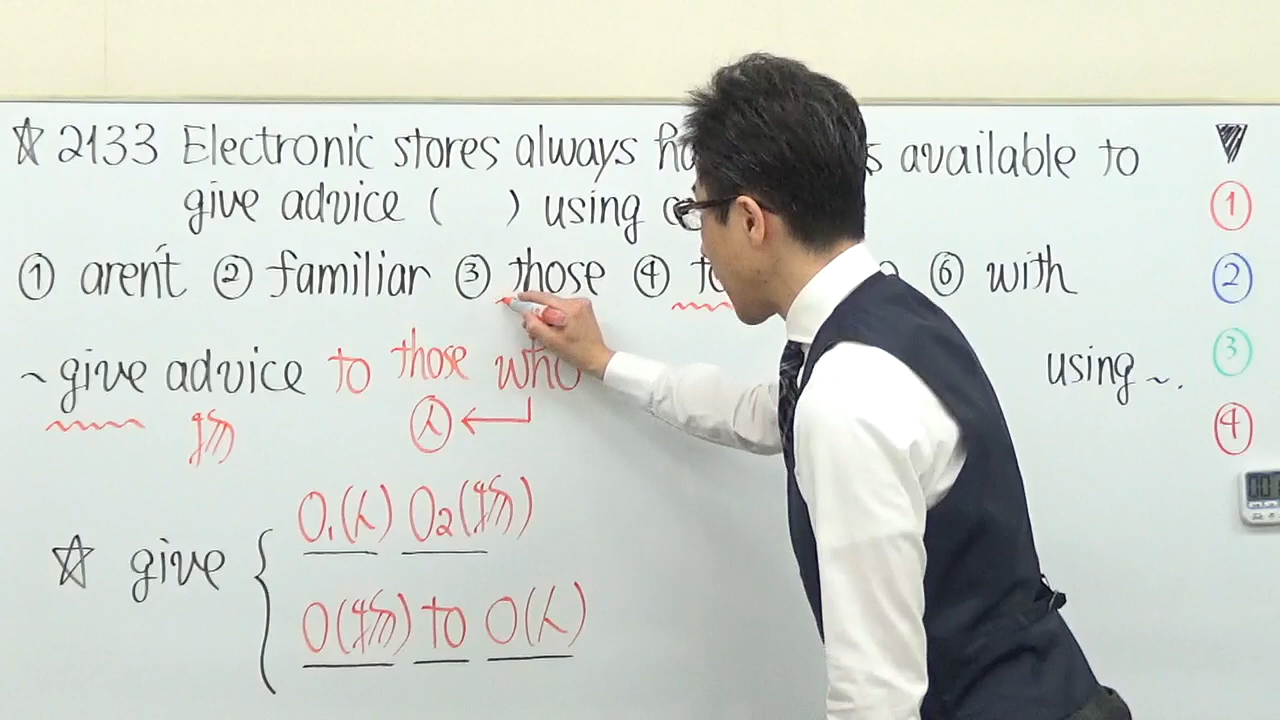 ☆ 2133 Electronic stores always available to
give advice ( ) using
① aren't ② familiar ③ those ④ ⑥ with
~ give advice to those who using ~.
物 人
O₁(人) O₂(物)
☆ give {
O(物) to O(人)
▼
①
②
③
④